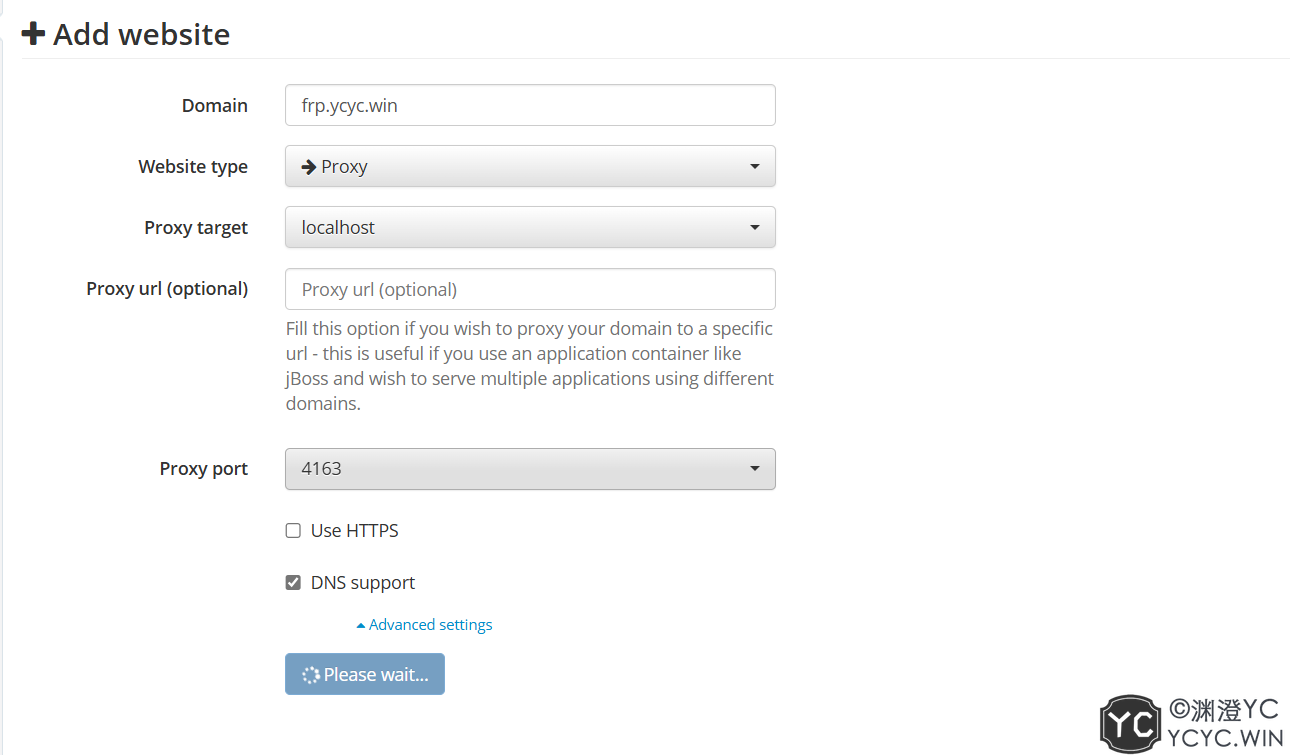 Add website
Domain
frp.ycyc.win
Website type
Proxy
Proxy target
localhost
Proxy url (optional)
Proxy url (optional)
Fill this option if you wish to proxy your domain to a specific
url - this is useful if you use an application container like
jBoss and wish to serve multiple applications using different
domains.
Proxy port
4163
Use HTTPS
DNS support
Advanced settings
Please wait...
YC
©渊澄YC
YCYC.WIN